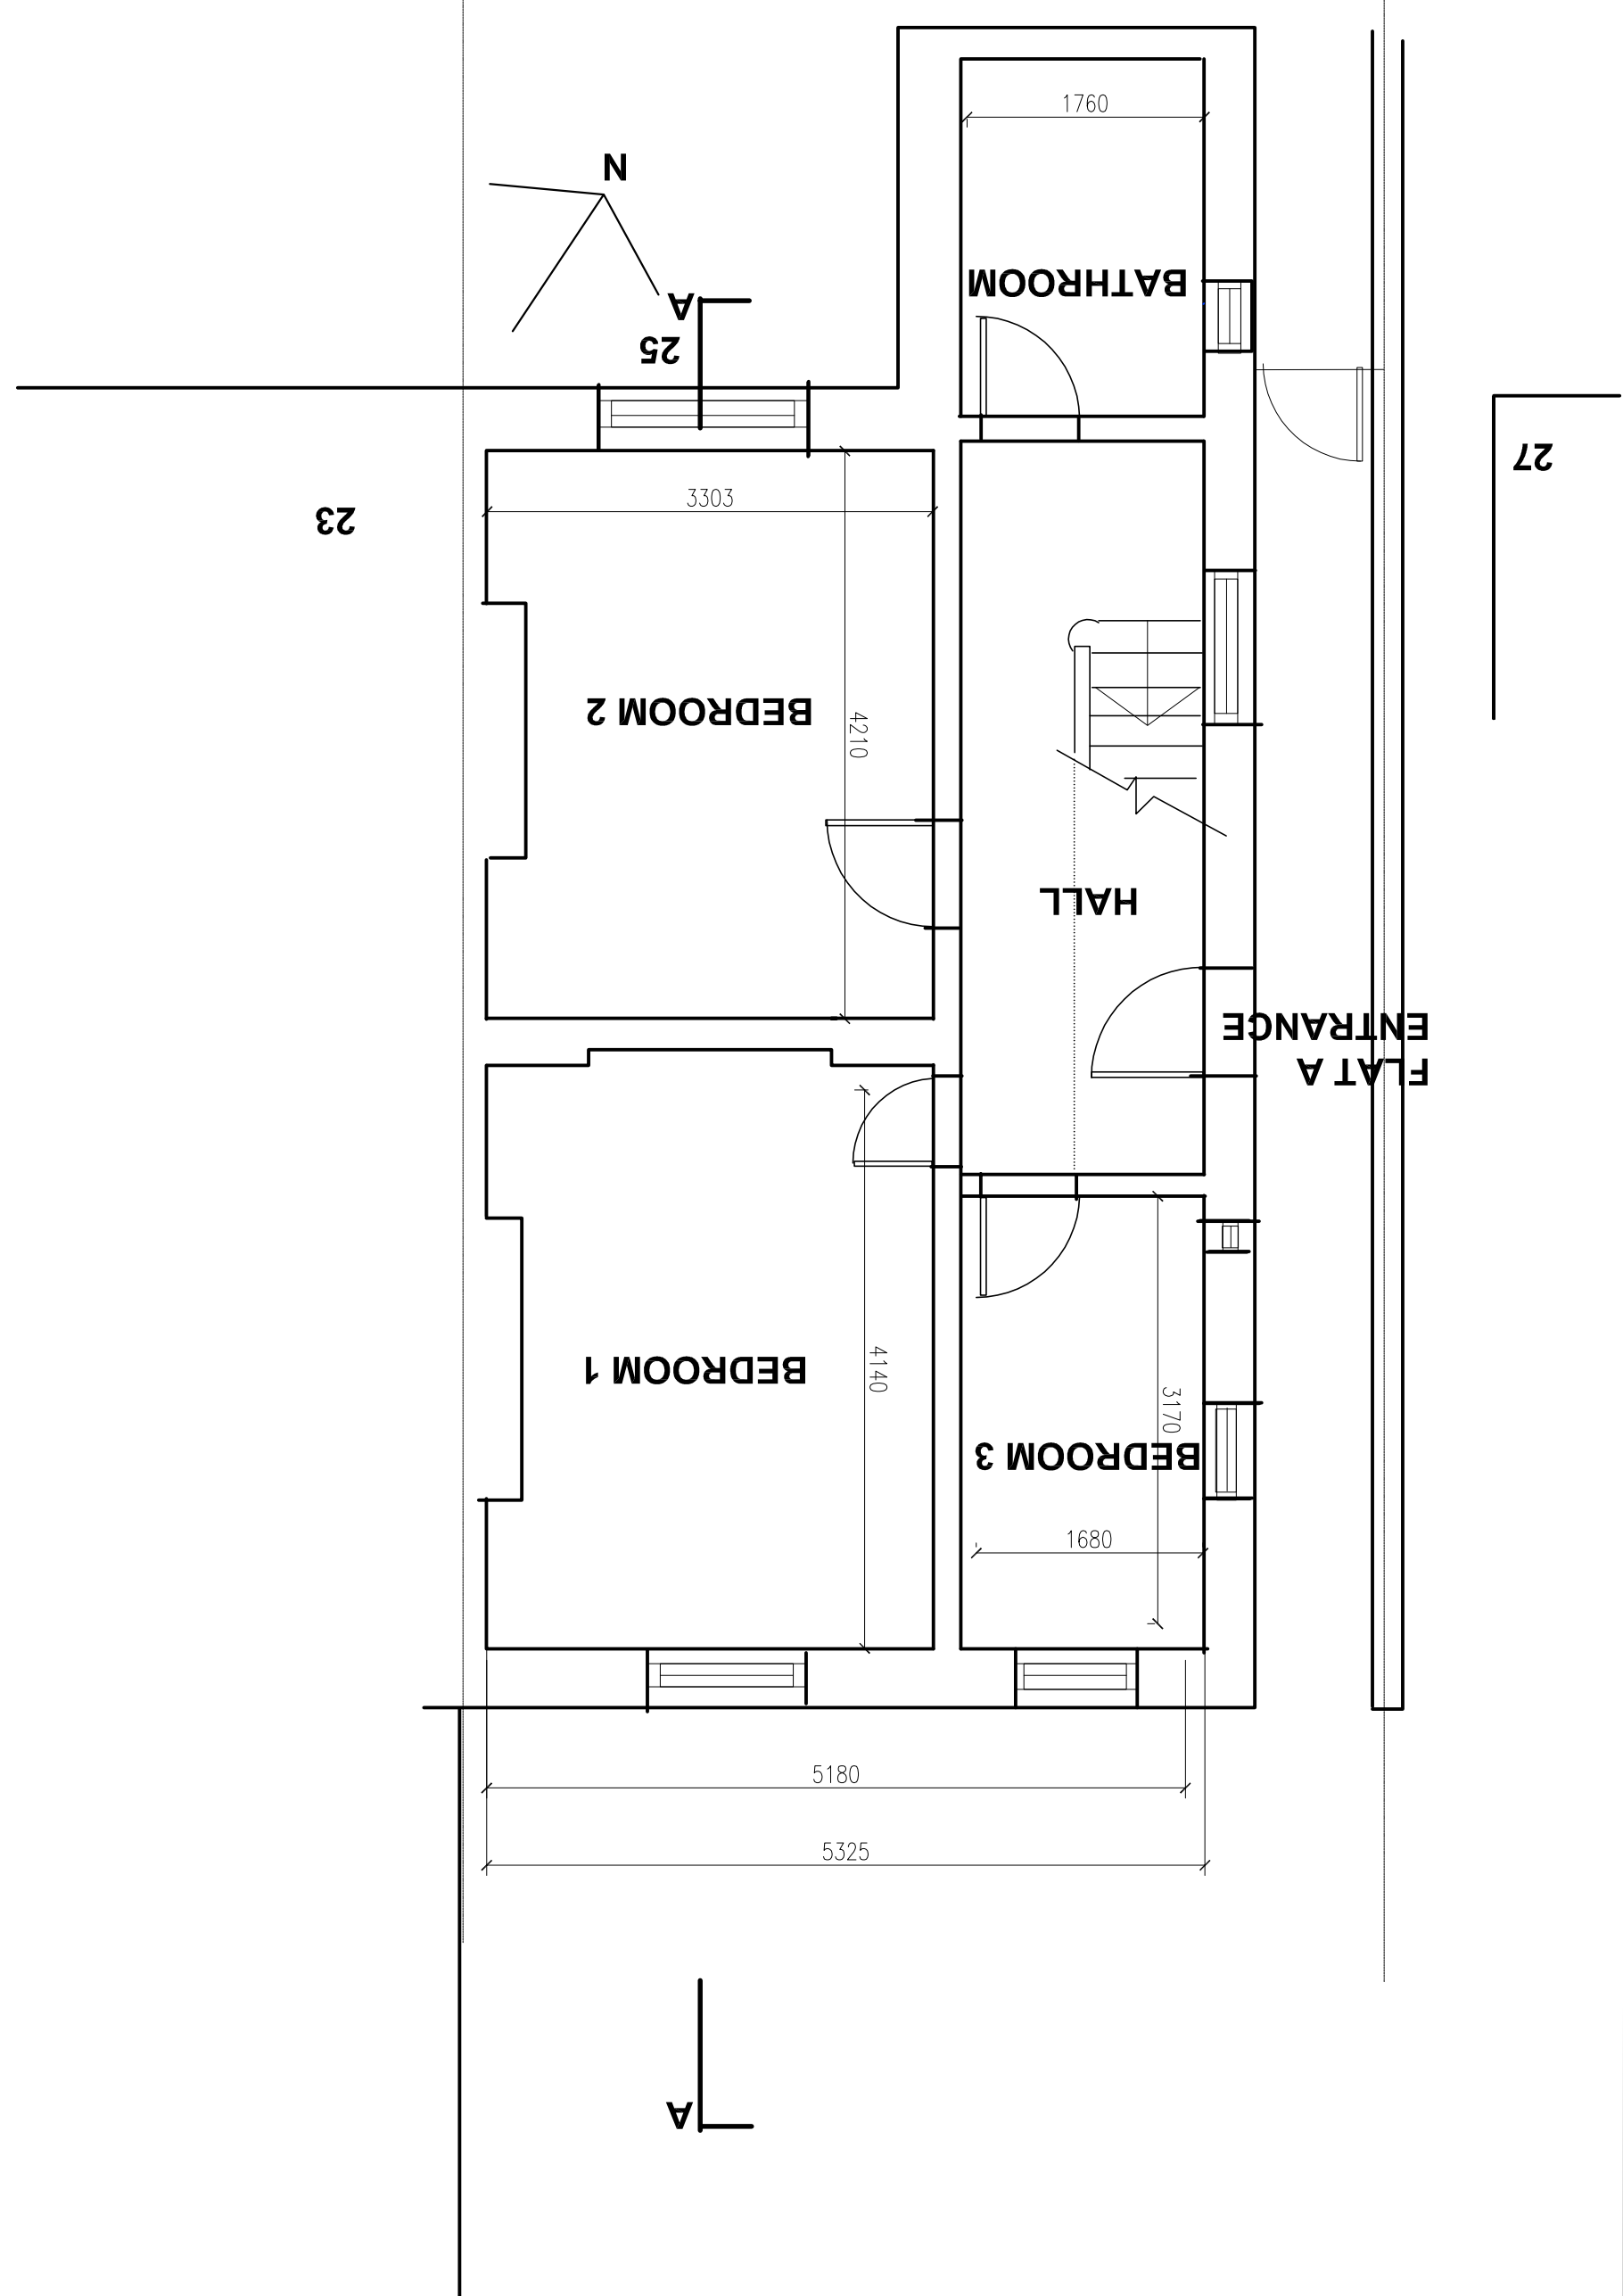 1760
N
BATHROOM
A
25
27
3303
23
BEDROOM 2
4210
HALL
FLAT A
ENTRANCE
BEDROOM 1
4140
3170
BEDROOM 3
1680
5180
5325
A